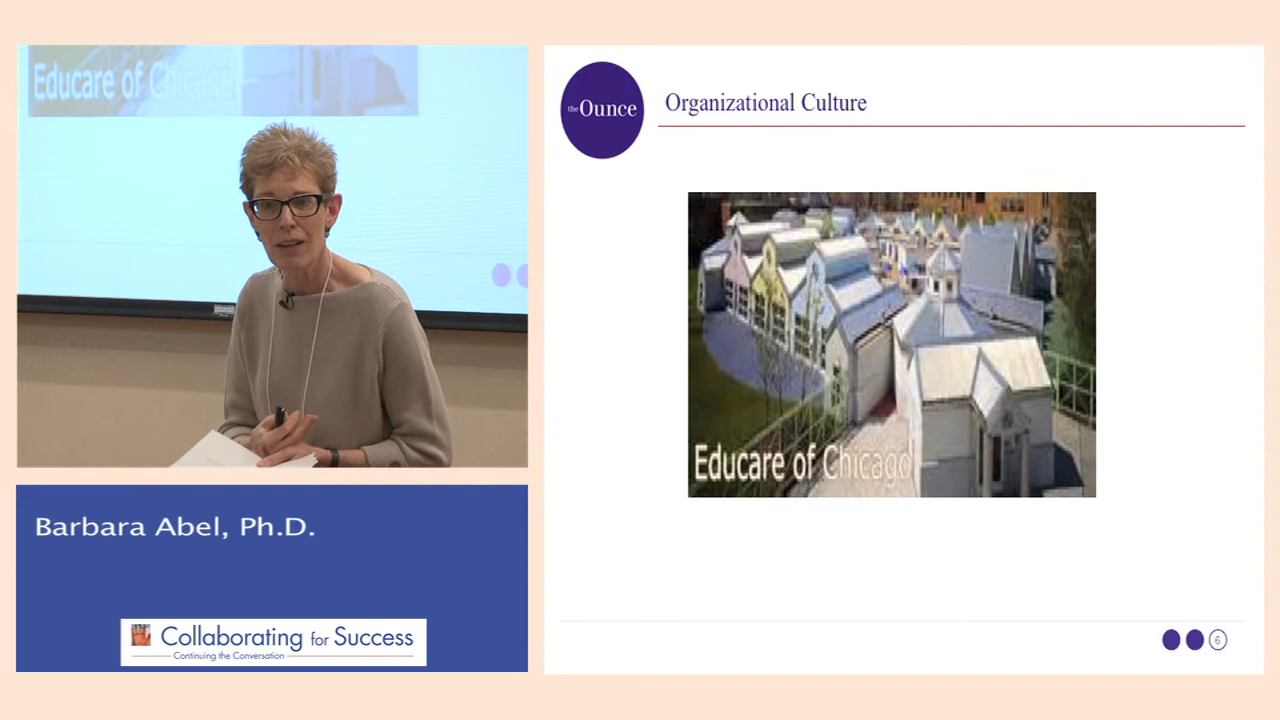 Educare of Chicago
Barbara Abel, Ph.D.
Collaborating for Success
Continuing the Conversation
the Ounce
Organizational Culture
Educare of Chicago
6